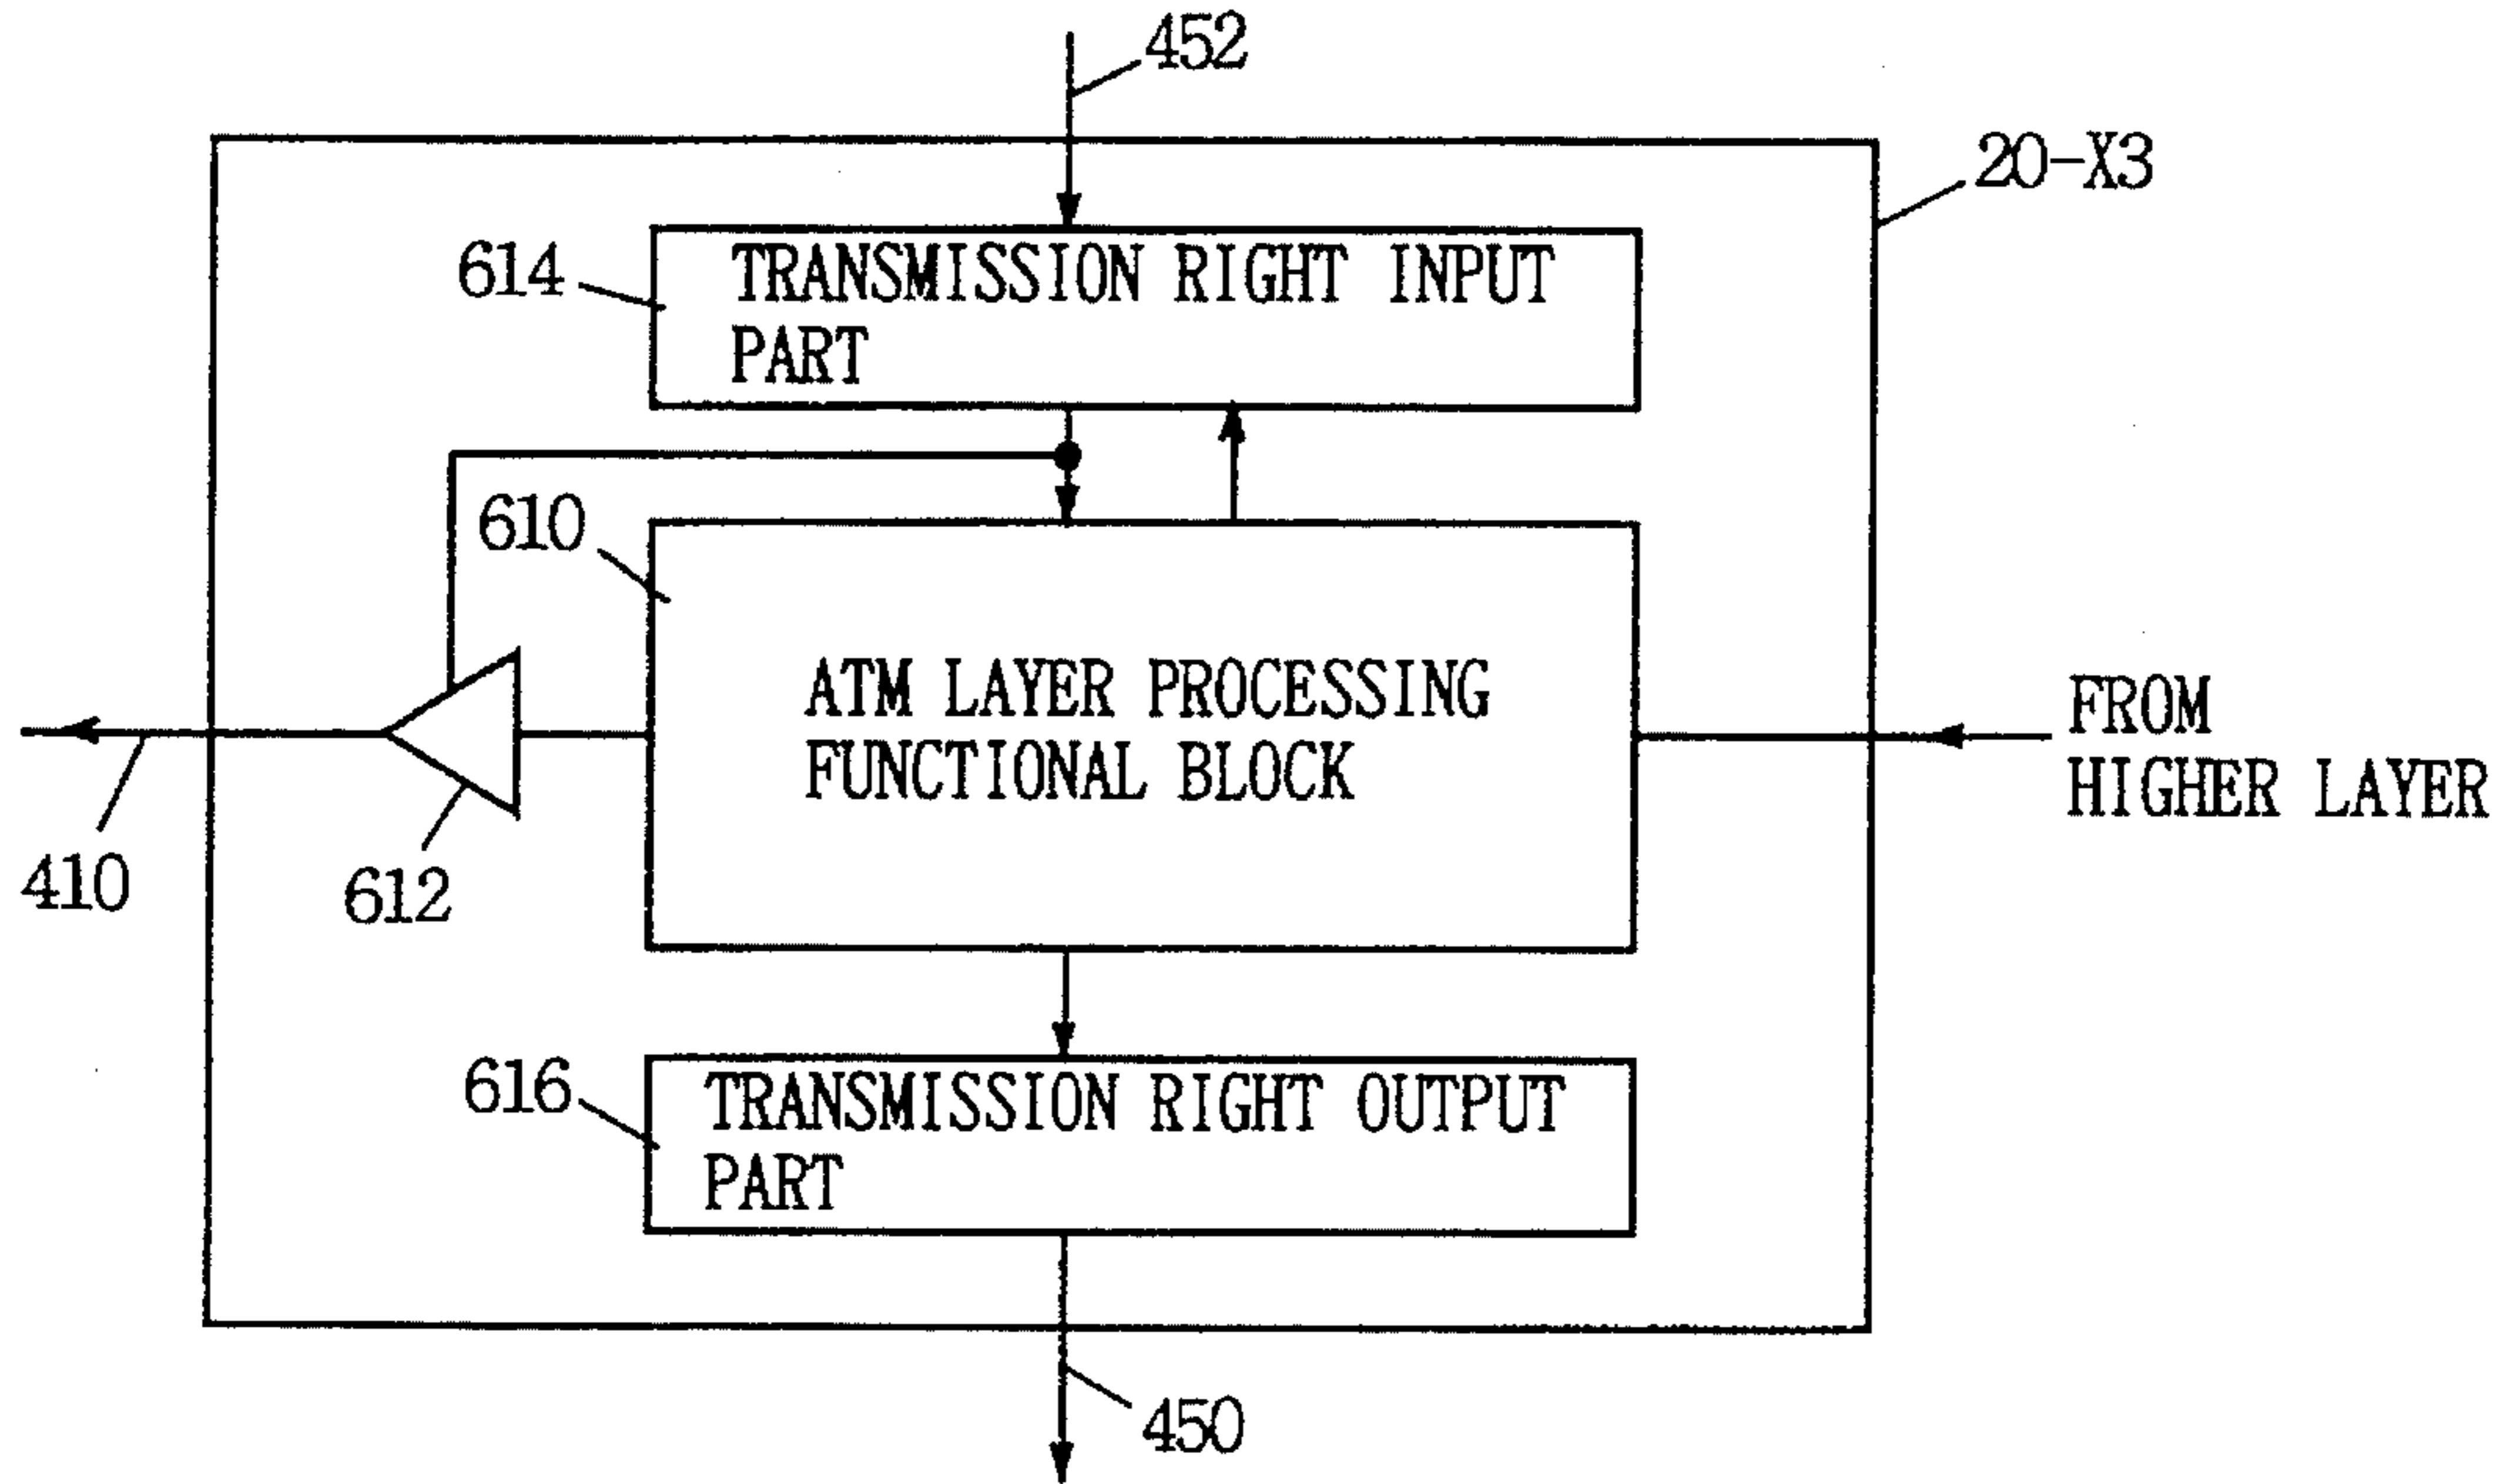 452
20-X3
614
TRANSMISSION RIGHT INPUT
PART
610
ATM LAYER PROCESSING
FUNCTIONAL BLOCK
FROM
HIGHER LAYER
410
612
616
TRANSMISSION RIGHT OUTPUT
PART
450